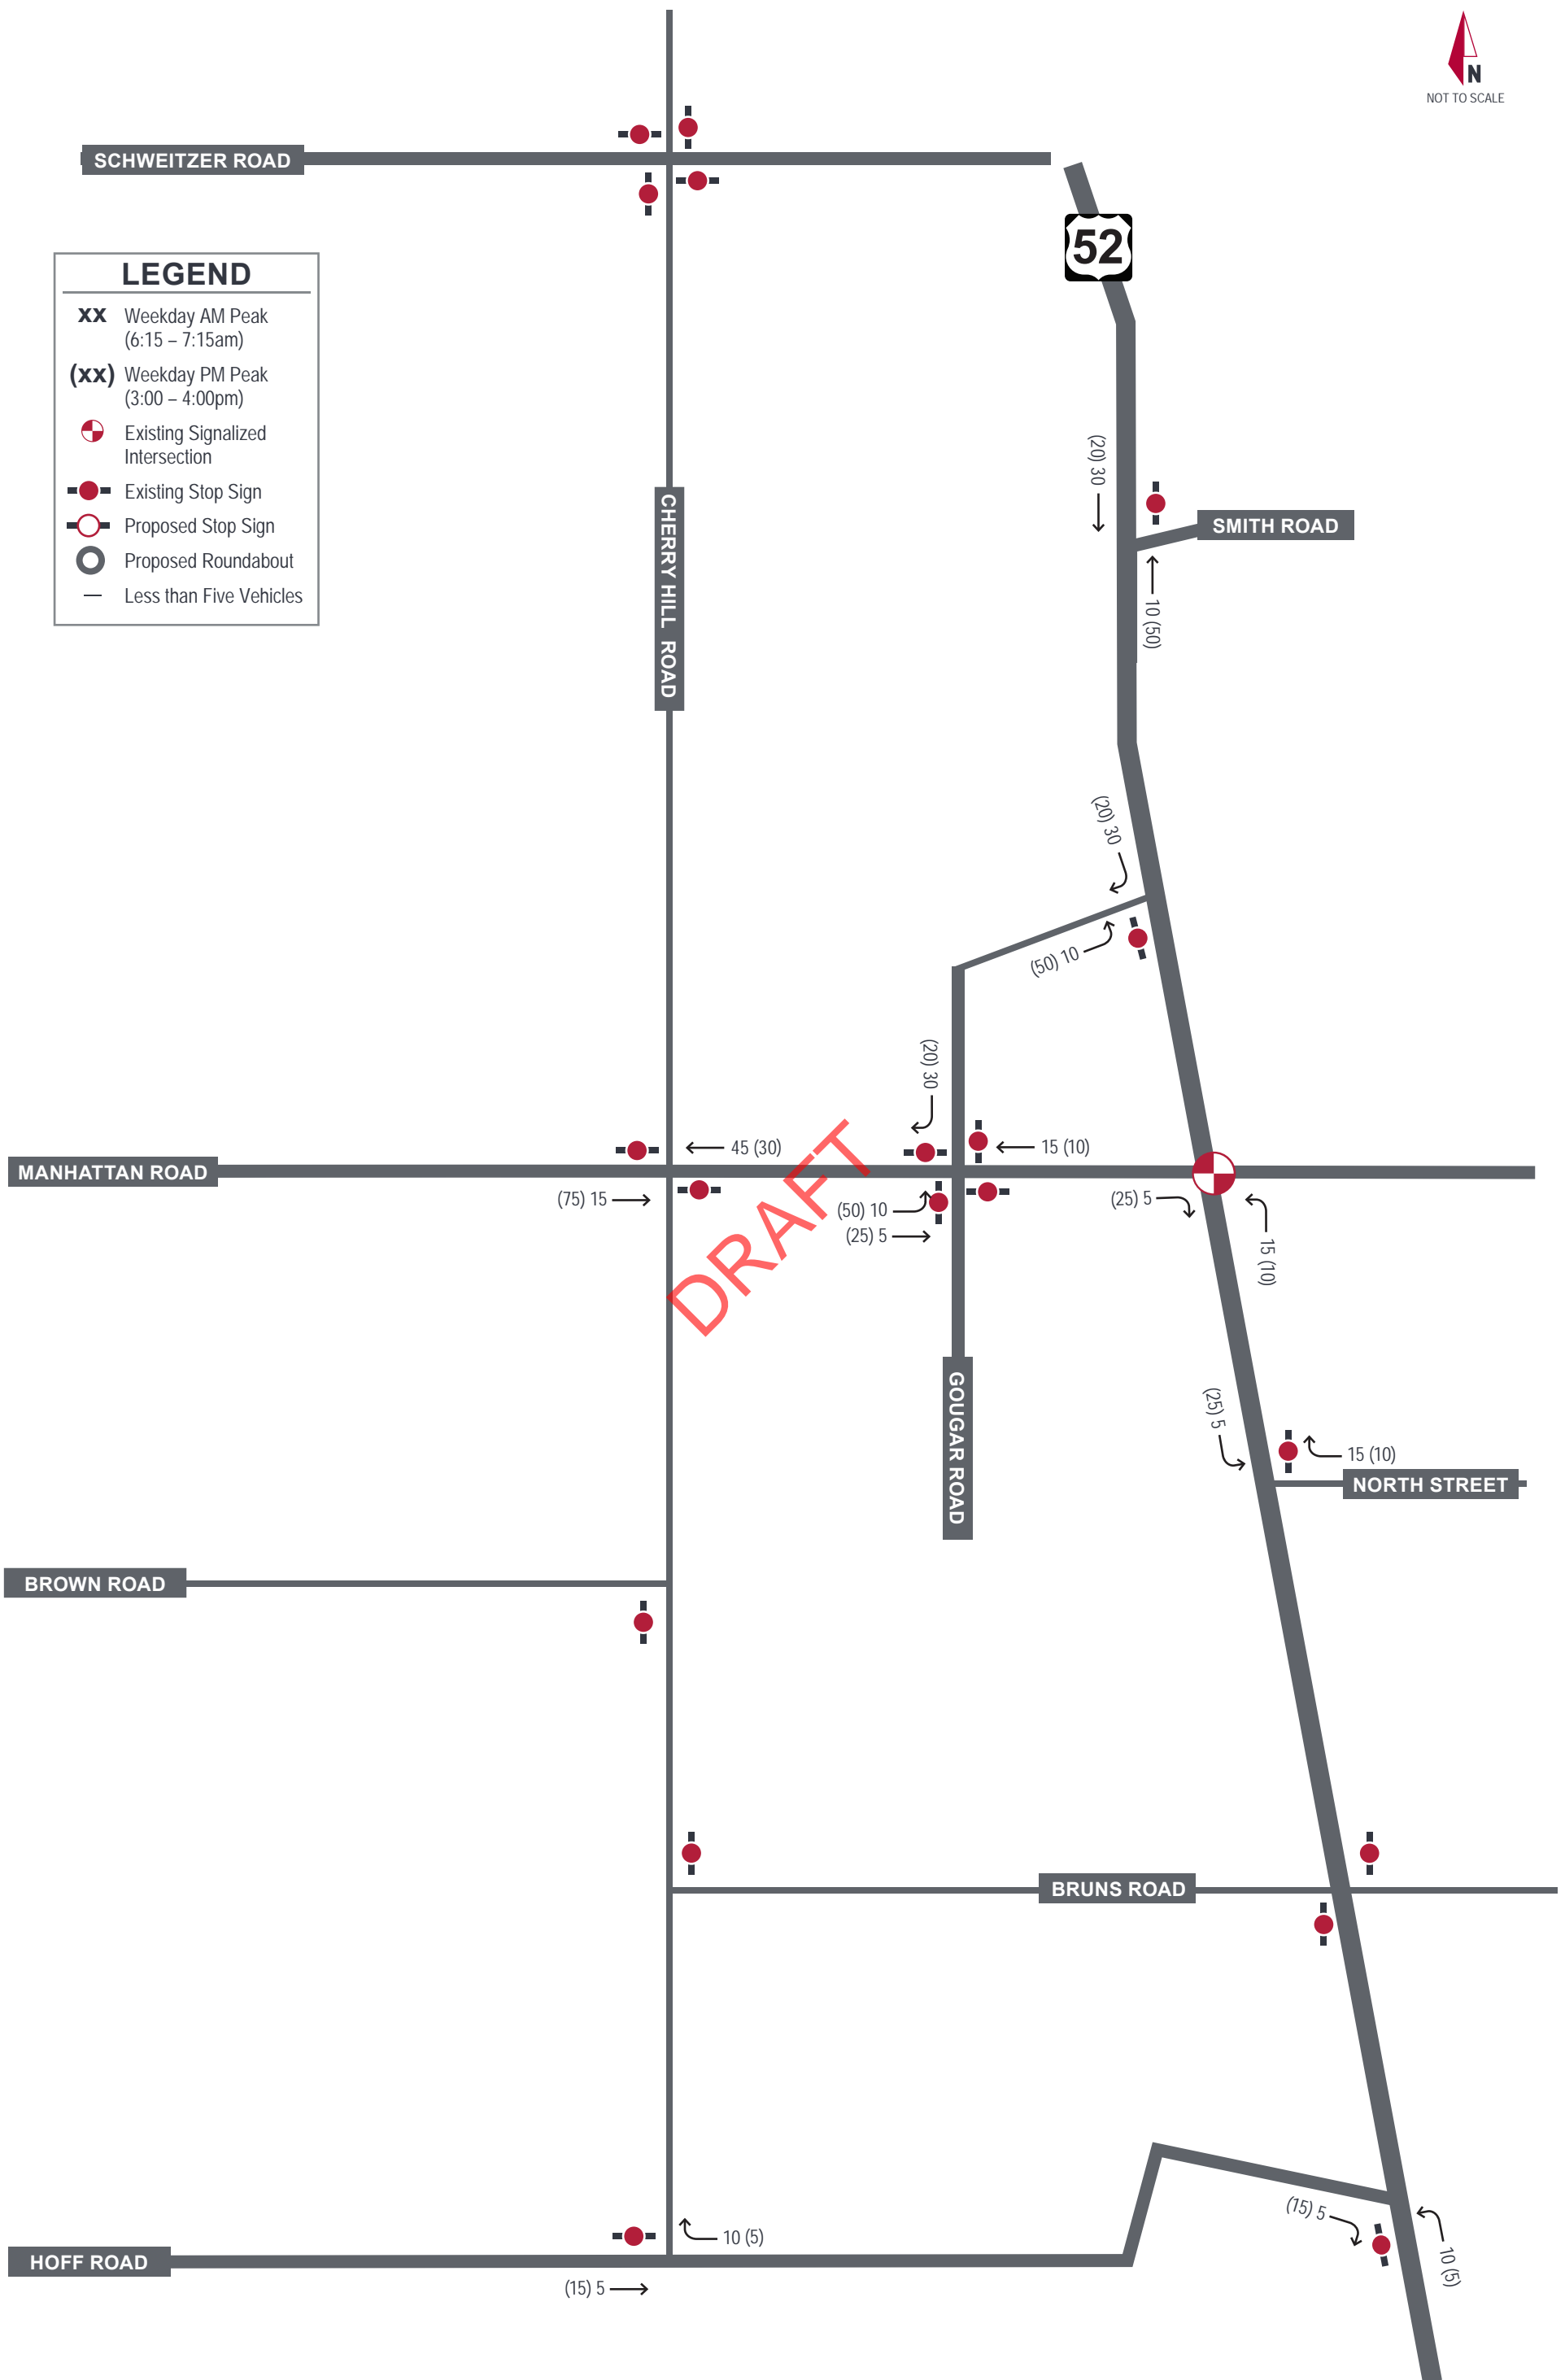 N
NOT TO SCALE
SCHWEITZER ROAD
52
LEGEND
XX Weekday AM Peak
(6:15 – 7:15am)
(XX) Weekday PM Peak
(3:00 – 4:00pm)
Existing Signalized
Intersection
Existing Stop Sign
Proposed Stop Sign
Proposed Roundabout
Less than Five Vehicles
(20) 30
CHERRY HILL ROAD
SMITH ROAD
10 (50)
(20) 30
(50) 10
(20) 30
45 (30)
15 (10)
MANHATTAN ROAD
(75) 15
(50) 10
(25) 5
(25) 5
15 (10)
DRAFT
GOUGAR ROAD
(25) 5
15 (10)
NORTH STREET
BROWN ROAD
BRUNS ROAD
(15) 5
10 (5)
10 (5)
HOFF ROAD
(15) 5